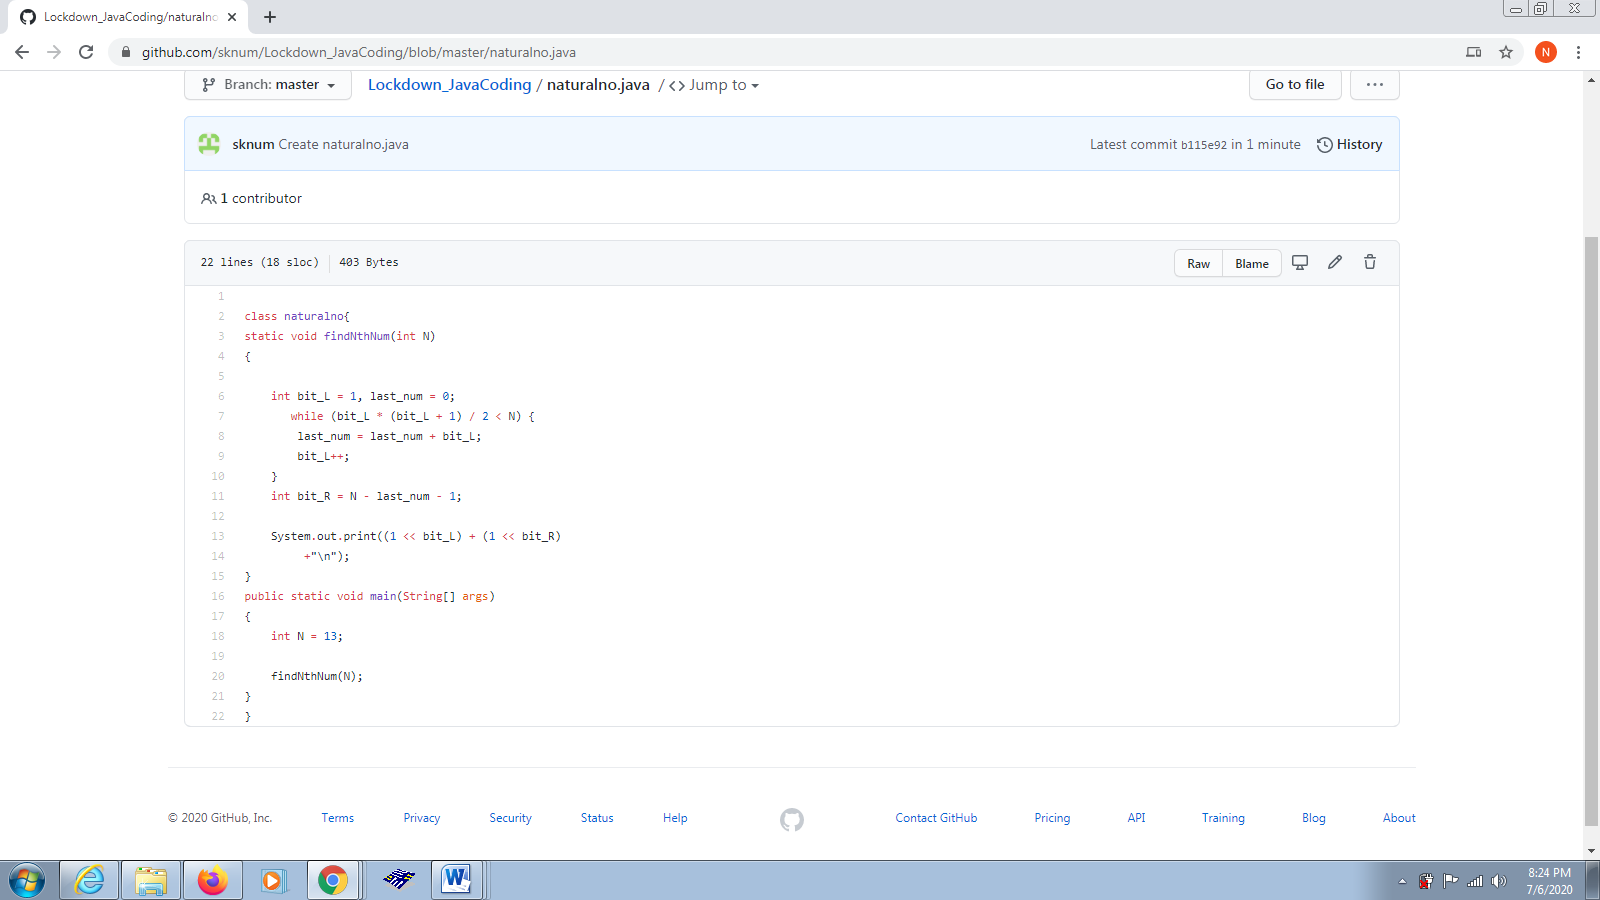 Lockdown_JavaCoding/naturalno
github.com/sknum/Lockdown_JavaCoding/blob/master/naturalno.java
N
Branch: master
Lockdown_JavaCoding / naturalno.java / <> Jump to
Go to file
...
sknum Create naturalno.java
Latest commit b115e92 in 1 minute
History
1 contributor
22 lines (18 sloc)
403 Bytes
Raw
Blame
1
2 class naturalno{
3 static void findNthNum(int N)
4 {
5
6     int bit_L = 1, last_num = 0;
7        while (bit_L * (bit_L + 1) / 2 < N) {
8         last_num = last_num + bit_L;
9         bit_L++;
10     }
11     int bit_R = N - last_num - 1;
12
13     System.out.print((1 << bit_L) + (1 << bit_R)
14          +"\n");
15 }
16 public static void main(String[] args)
17 {
18     int N = 13;
19
20     findNthNum(N);
21 }
22 }
© 2020 GitHub, Inc.
Terms
Privacy
Security
Status
Help
Contact GitHub
Pricing
API
Training
Blog
About
W
8:24 PM
7/6/2020